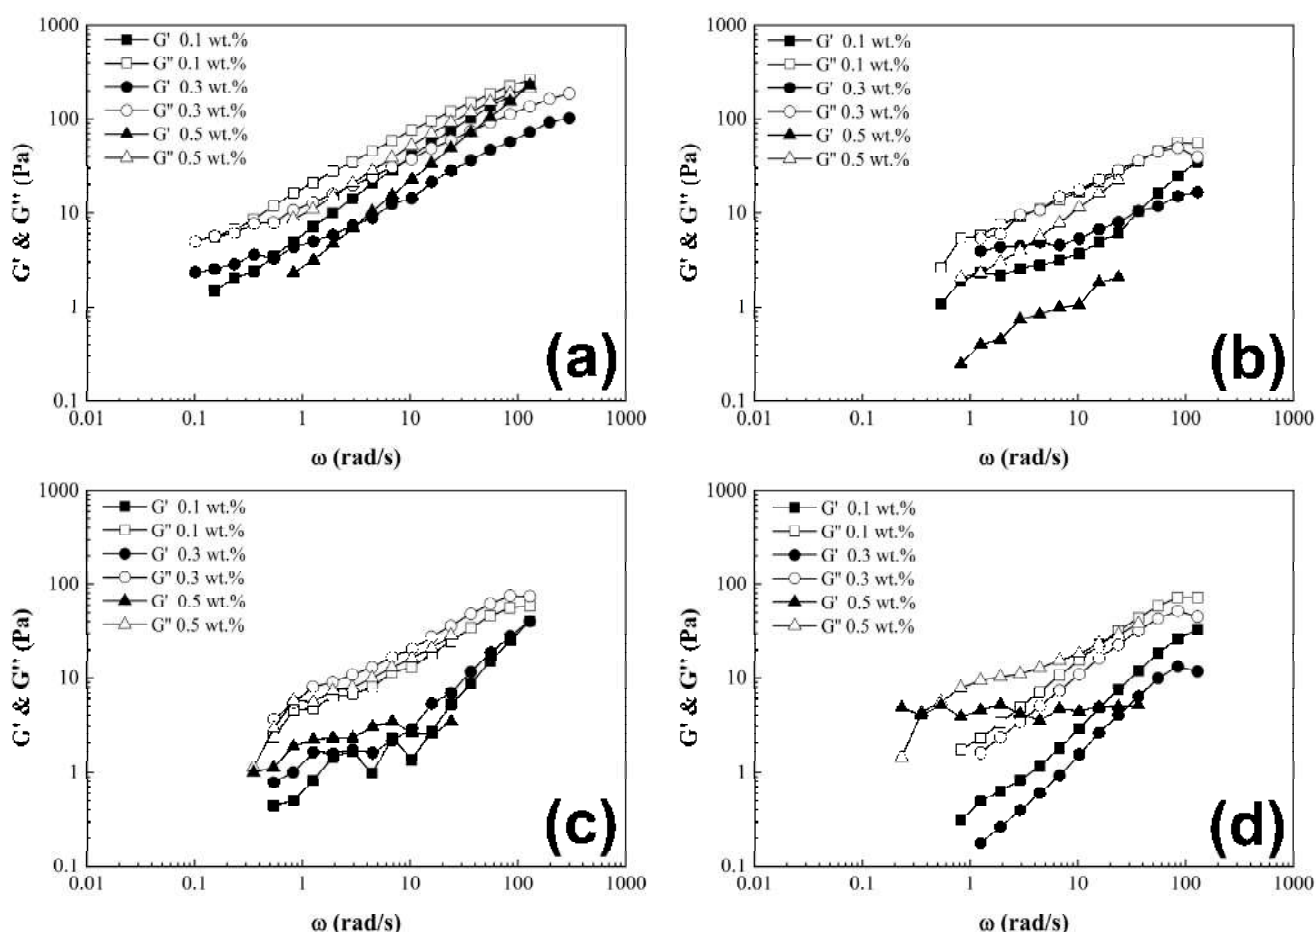 1000
100
10
1
0.1
G' & G'' (Pa)
G' 0.1 wt.%
G'' 0.1 wt.%
G' 0.3 wt.%
G'' 0.3 wt.%
G' 0.5 wt.%
G'' 0.5 wt.%
(a)
0.01 0.1 1 10 100 1000
ω (rad/s)
1000
100
10
1
0.1
G' & G'' (Pa)
G' 0.1 wt.%
G'' 0.1 wt.%
G' 0.3 wt.%
G'' 0.3 wt.%
G' 0.5 wt.%
G'' 0.5 wt.%
(b)
0.01 0.1 1 10 100 1000
ω (rad/s)
1000
100
10
1
0.1
G' & G'' (Pa)
G' 0.1 wt.%
G'' 0.1 wt.%
G' 0.3 wt.%
G'' 0.3 wt.%
G' 0.5 wt.%
G'' 0.5 wt.%
(c)
0.01 0.1 1 10 100 1000
ω (rad/s)
1000
100
10
1
0.1
G' & G'' (Pa)
G' 0.1 wt.%
G'' 0.1 wt.%
G' 0.3 wt.%
G'' 0.3 wt.%
G' 0.5 wt.%
G'' 0.5 wt.%
(d)
0.01 0.1 1 10 100 1000
ω (rad/s)